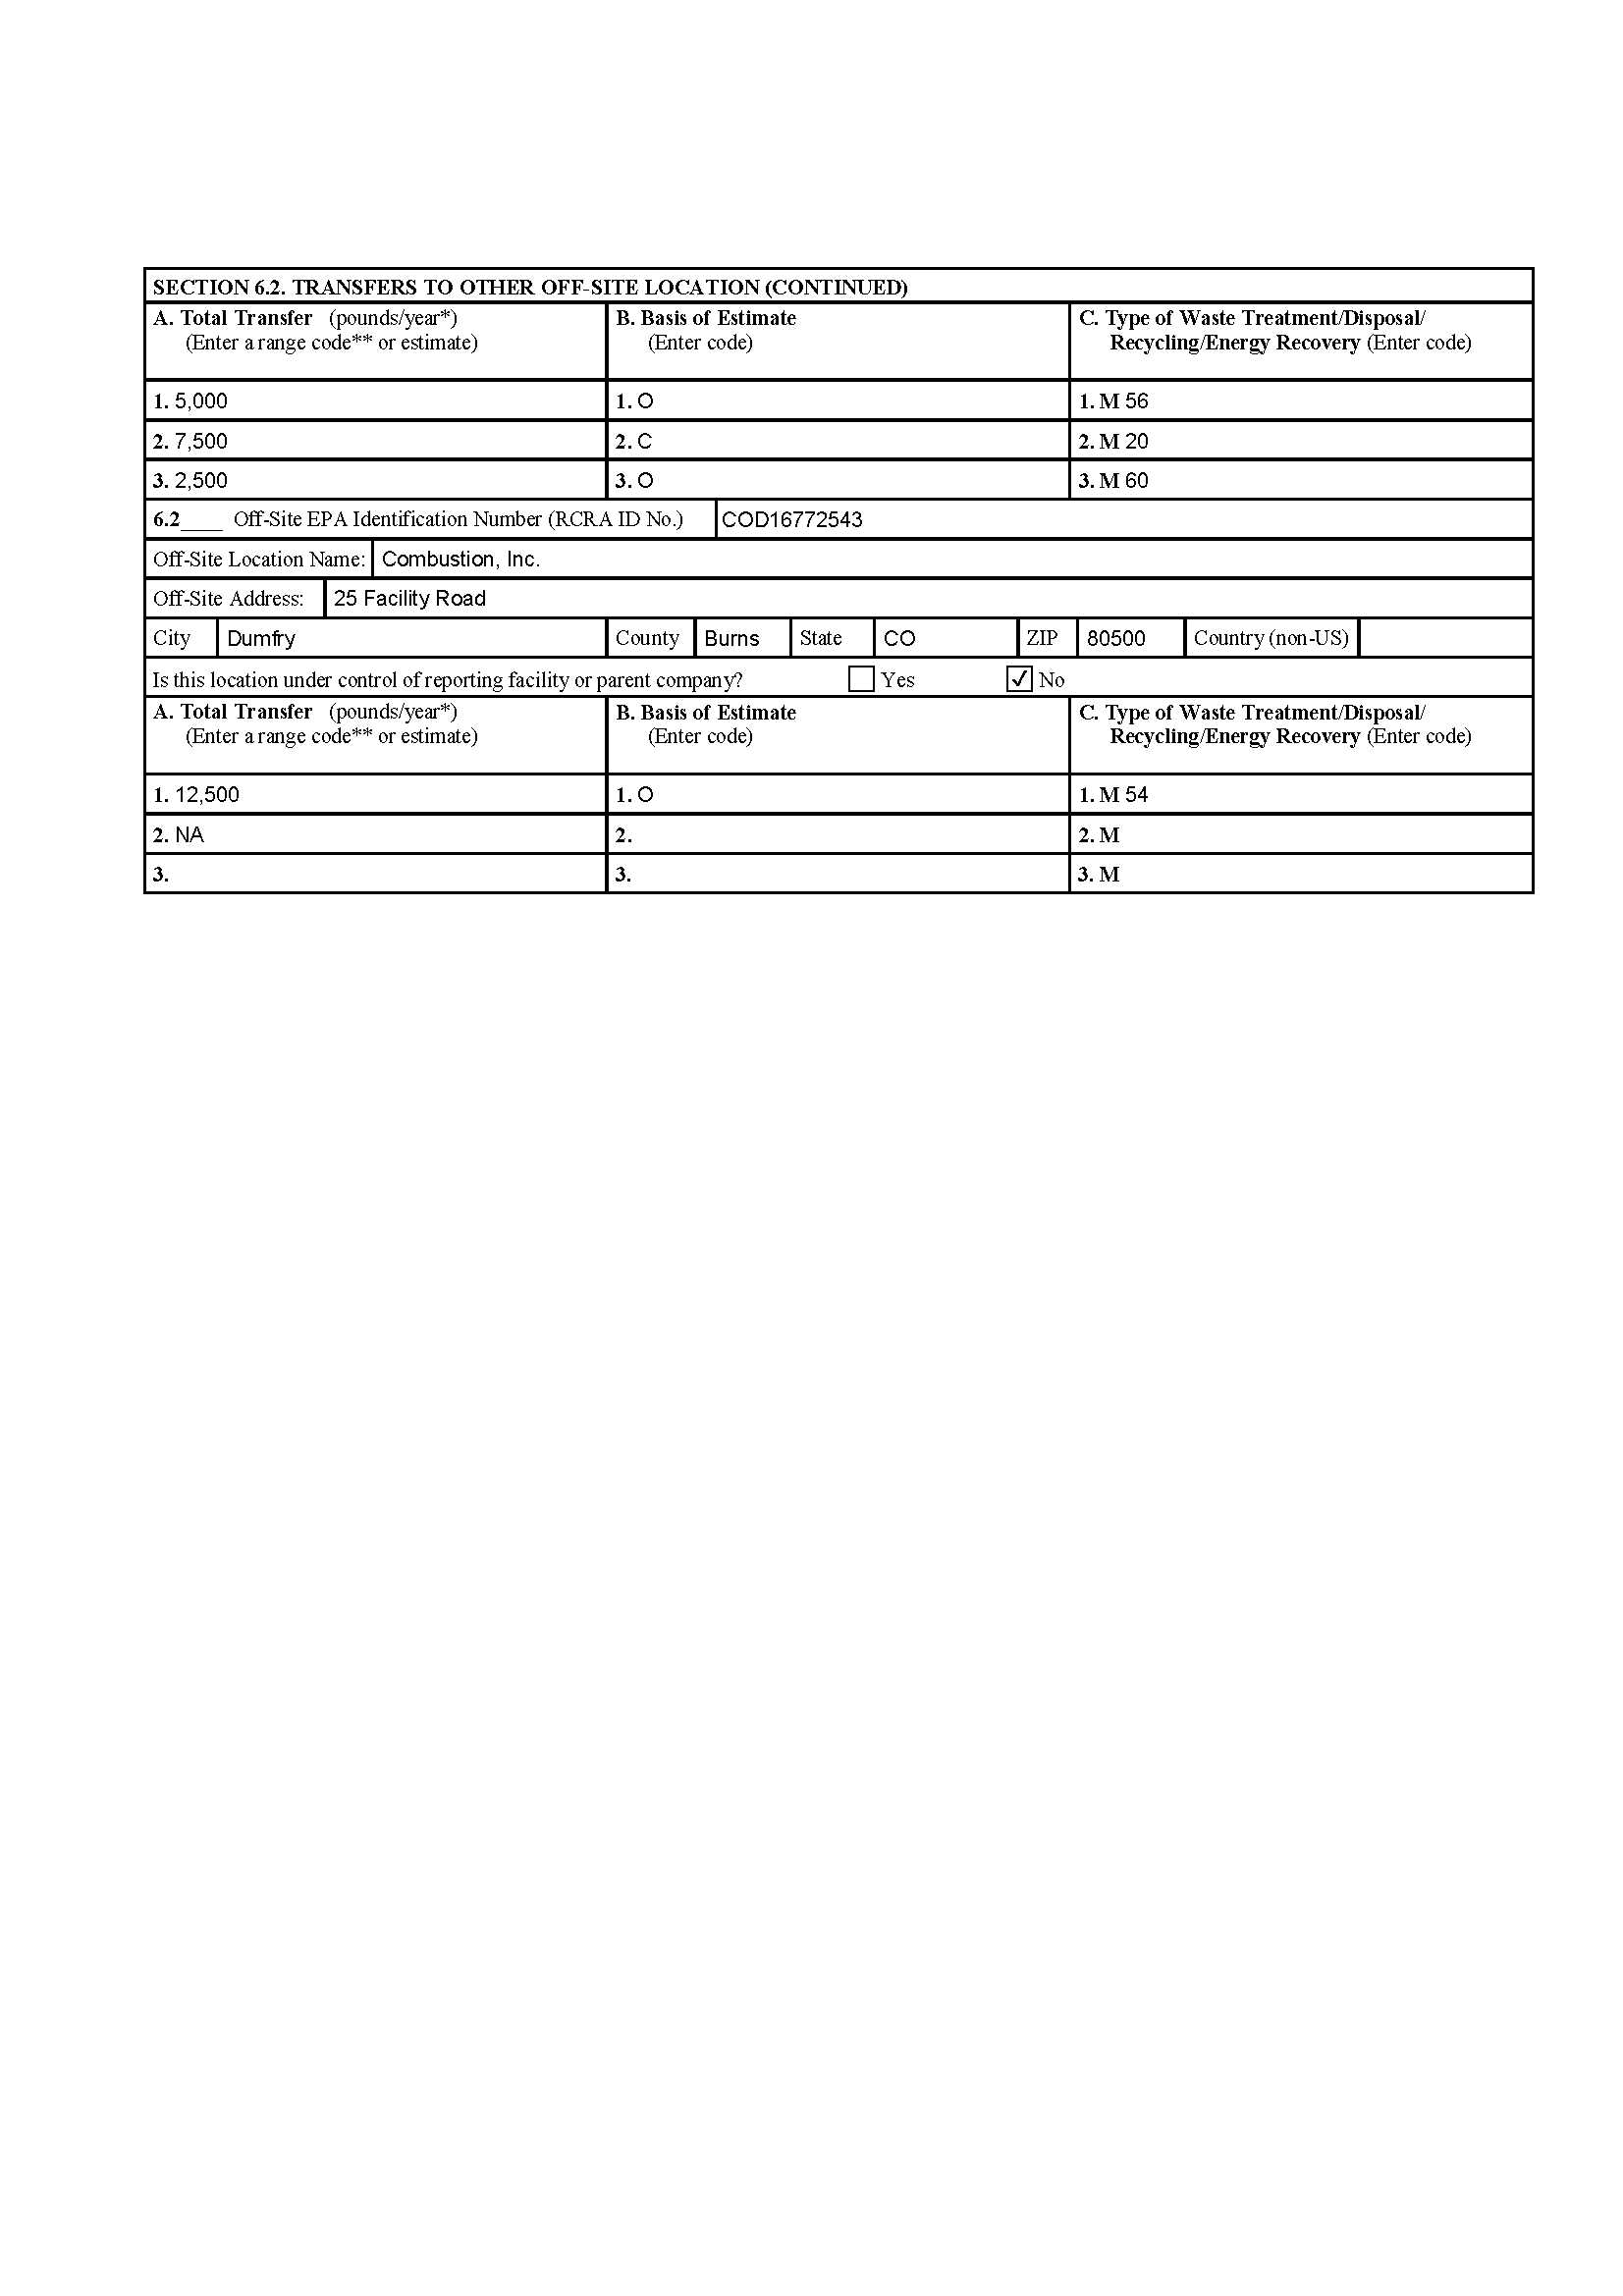 SECTION 6.2. TRANSFERS TO OTHER OFF-SITE LOCATION (CONTINUED)
A. Total Transfer (pounds/year*)
(Enter a range code** or estimate)
B. Basis of Estimate
(Enter code)
C. Type of Waste Treatment/Disposal/
Recycling/Energy Recovery (Enter code)
1. 5,000 1. O 1. M 56
2. 7,500 2. C 2. M 20
3. 2,500 3. O 3. M 60
6.2____ Off-Site EPA Identification Number (RCRA ID No.) COD16772543
Off-Site Location Name: Combustion, Inc.
Off-Site Address: 25 Facility Road
City Dumfry County Burns State CO ZIP 80500 Country (non-US)
Is this location under control of reporting facility or parent company? Yes ✓ No
A. Total Transfer (pounds/year*)
(Enter a range code** or estimate)
B. Basis of Estimate
(Enter code)
C. Type of Waste Treatment/Disposal/
Recycling/Energy Recovery (Enter code)
1. 12,500 1. O 1. M 54
2. NA 2. 2. M
3. 3. 3. M